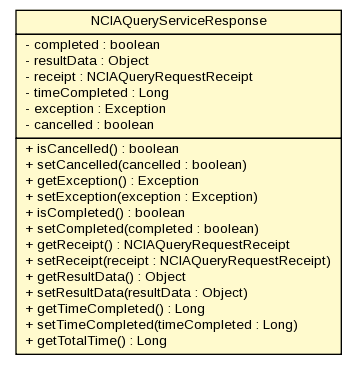 NCIAQueryServiceResponse
- completed : boolean
- resultData : Object
- receipt : NCIAQueryRequestReceipt
- timeCompleted : Long
- exception : Exception
- cancelled : boolean
+ isCancelled() : boolean
+ setCancelled(cancelled : boolean)
+ getException() : Exception
+ setException(exception : Exception)
+ isCompleted() : boolean
+ setCompleted(completed : boolean)
+ getReceipt() : NCIAQueryRequestReceipt
+ setReceipt(receipt : NCIAQueryRequestReceipt)
+ getResultData() : Object
+ setResultData(resultData : Object)
+ getTimeCompleted() : Long
+ setTimeCompleted(timeCompleted : Long)
+ getTotalTime() : Long